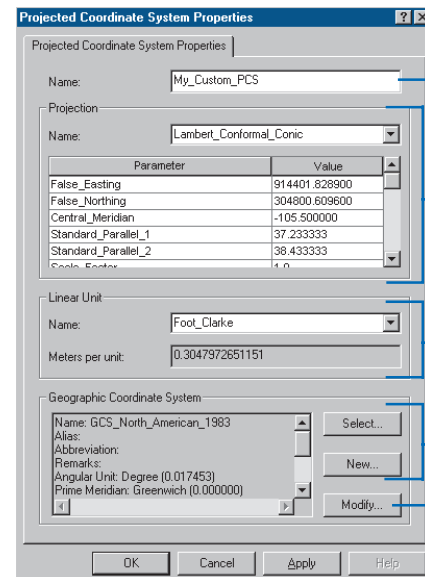 Projected Coordinate System Properties
Projected Coordinate System Properties
Name: My_Custom_PCS
Projection
Name: Lambert_Conformal_Conic
Parameter Value
False_Easting 914401.828900
False_Northing 304800.609600
Central_Meridian -105.500000
Standard_Parallel_1 37.233333
Standard_Parallel_2 38.433333
Scale_Factor 1.0
Linear Unit
Name: Foot_Clarke
Meters per unit: 0.3047972651151
Geographic Coordinate System
Name: GCS_North_American_1983
Alias:
Abbreviation:
Remarks:
Angular Unit: Degree (0.017453)
Prime Meridian: Greenwich (0.000000)
Select...
New...
Modify...
OK Cancel Apply Help